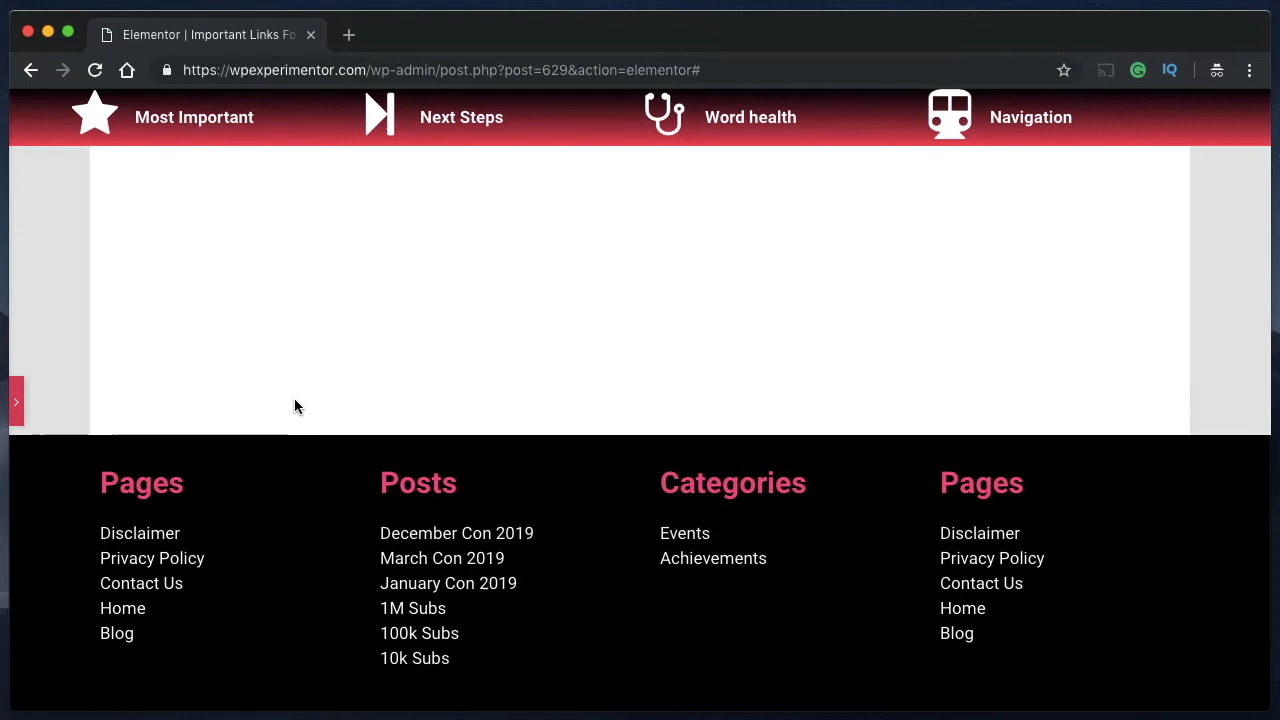 Elementor | Important Links Fo
https://wpexperimentor.com/wp-admin/post.php?post=629&action=elementor#
Most Important
Next Steps
Word health
Navigation
Pages
Disclaimer
Privacy Policy
Contact Us
Home
Blog
Posts
December Con 2019
March Con 2019
January Con 2019
1M Subs
100k Subs
10k Subs
Categories
Events
Achievements
Pages
Disclaimer
Privacy Policy
Contact Us
Home
Blog